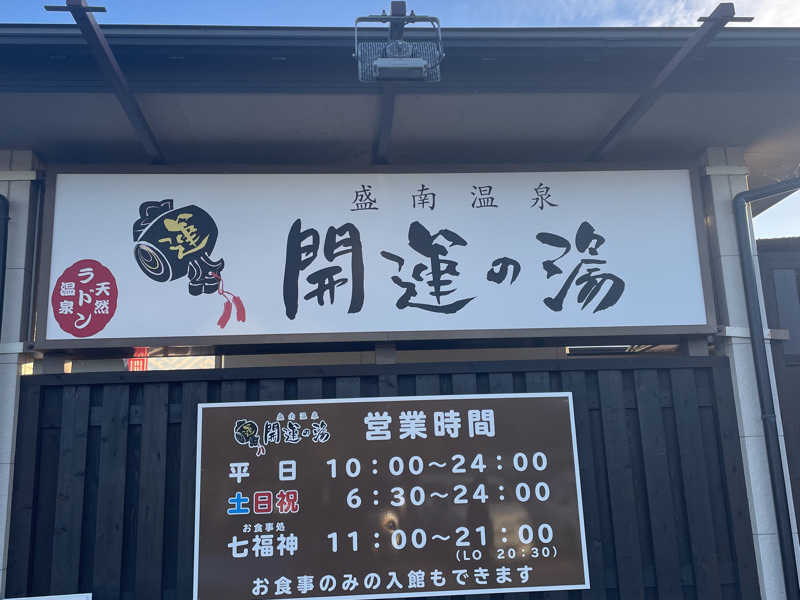 盛南温泉
開運の湯
運
天然
ラドン
温泉
盛南温泉
開運の湯
営業時間
平日 10:00～24:00
土日祝 6:30～24:00
お食事処
七福神 11:00～21:00
(LO 20:30)
お食事のみの入館もできます